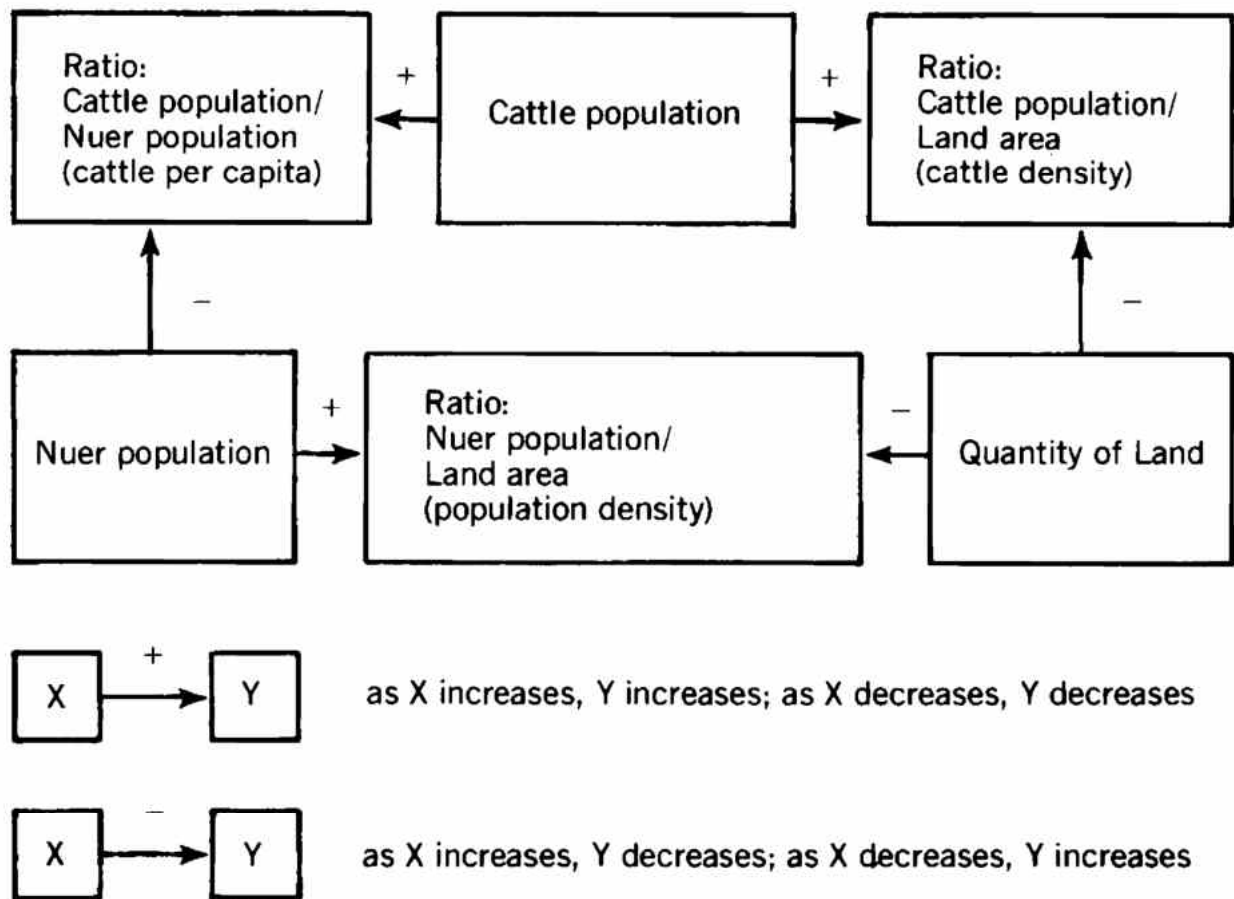 Ratio:
Cattle population/
Nuer population
(cattle per capita)
+
Cattle population
+
Ratio:
Cattle population/
Land area
(cattle density)
−
−
Nuer population
+
Ratio:
Nuer population/
Land area
(population density)
−
Quantity of Land
X
+
Y
as X increases, Y increases; as X decreases, Y decreases
X
−
Y
as X increases, Y decreases; as X decreases, Y increases